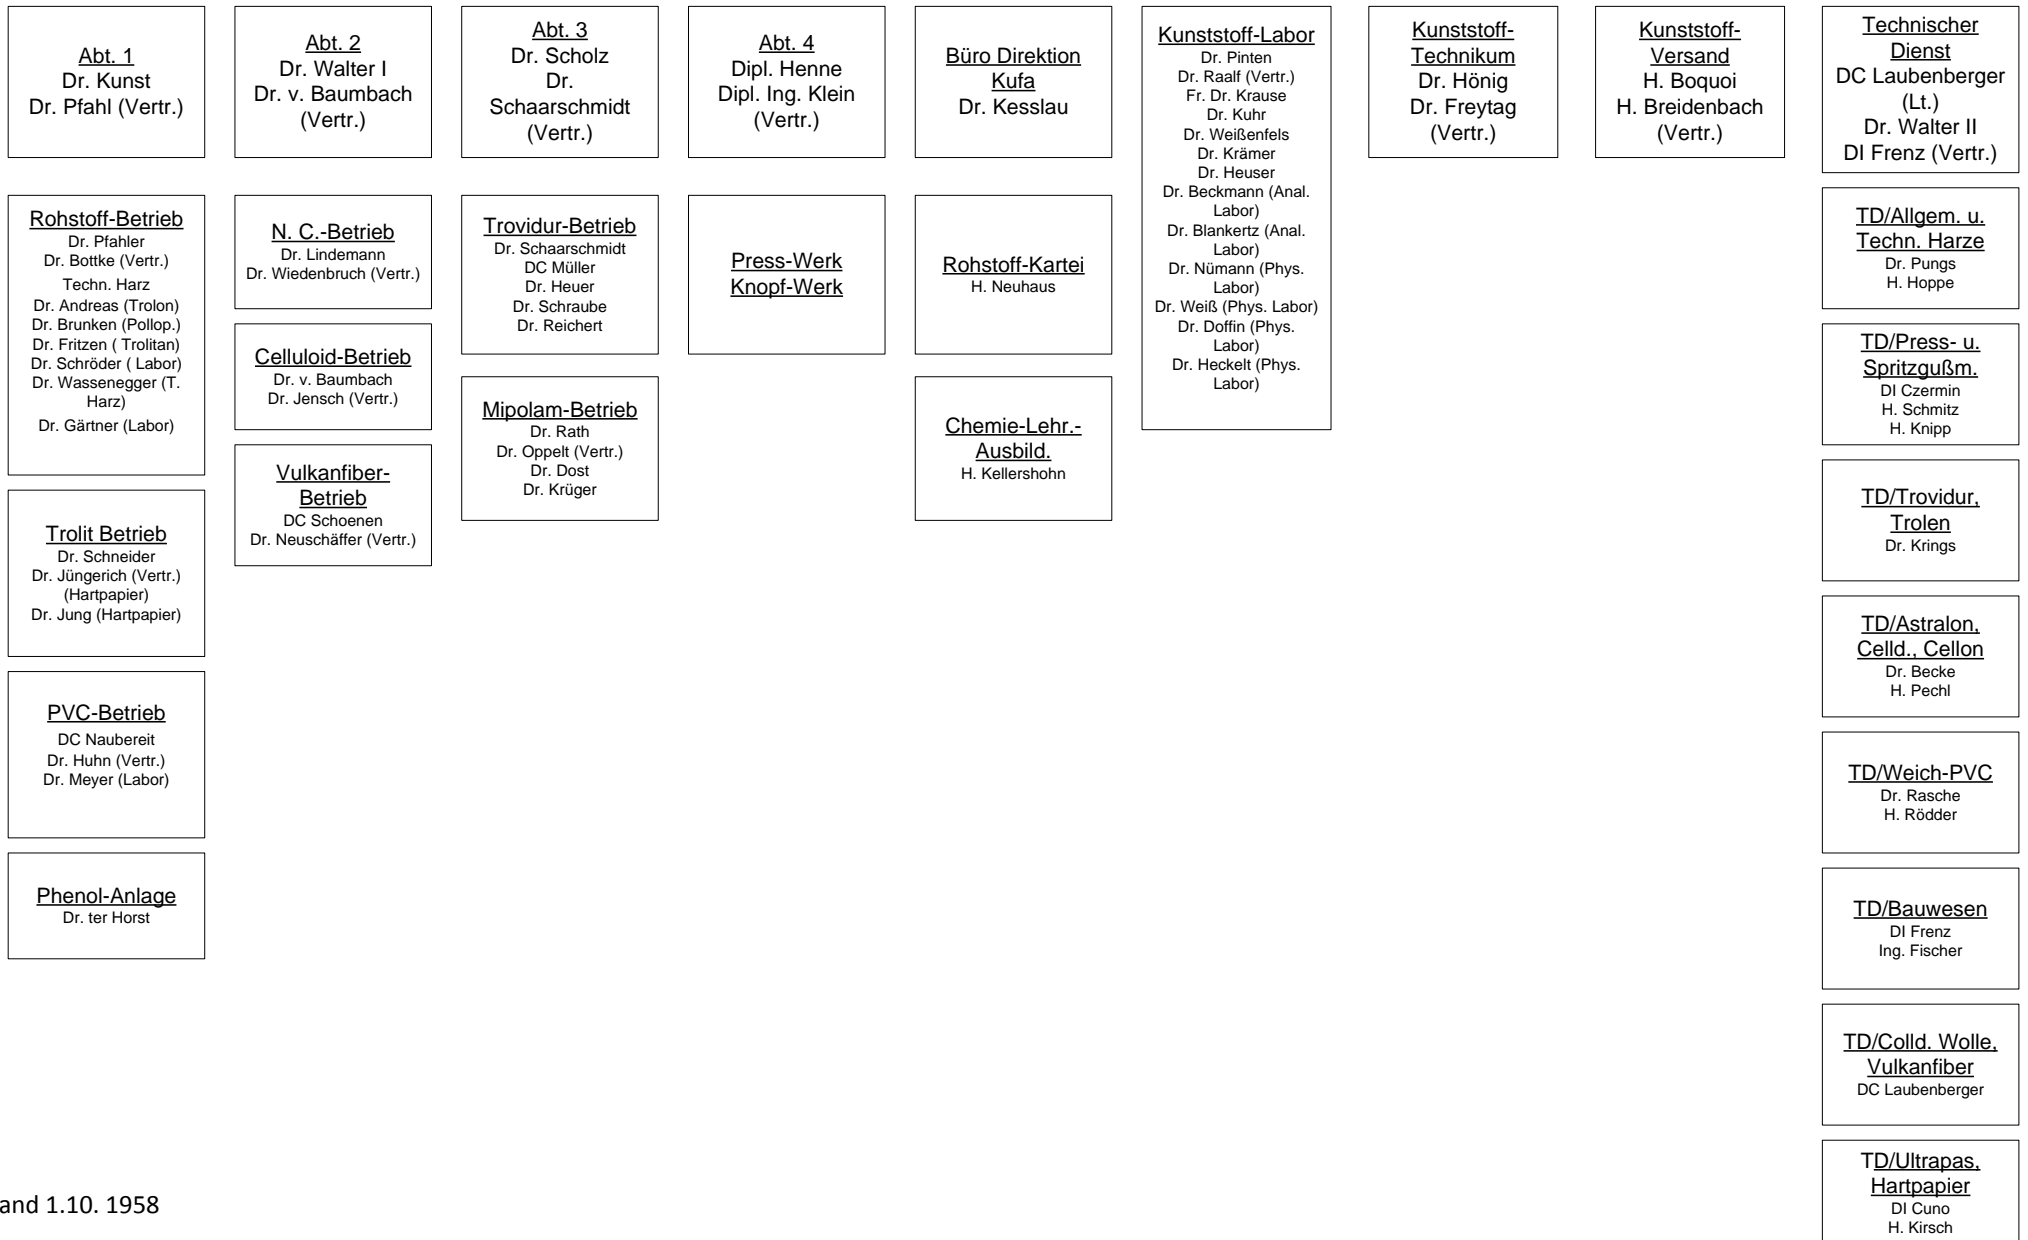 Abt. 1
Dr. Kunst
Dr. Pfahl (Vertr.)
Rohstoff-Betrieb
Dr. Pfahler
Dr. Bottke (Vertr.)
Techn. Harz
Dr. Andreas (Trolon)
Dr. Brunken (Pollop.)
Dr. Fritzen ( Trolitan)
Dr. Schröder ( Labor)
Dr. Wassenegger (T.
Harz)
Dr. Gärtner (Labor)
Trolit Betrieb
Dr. Schneider
Dr. Jüngerich (Vertr.)
(Hartpapier)
Dr. Jung (Hartpapier)
PVC-Betrieb
DC Naubereit
Dr. Huhn (Vertr.)
Dr. Meyer (Labor)
Phenol-Anlage
Dr. ter Horst
Abt. 2
Dr. Walter I
Dr. v. Baumbach
(Vertr.)
N. C.-Betrieb
Dr. Lindemann
Dr. Wiedenbruch (Vertr.)
Celluloid-Betrieb
Dr. v. Baumbach
Dr. Jensch (Vertr.)
Vulkanfiber-
Betrieb
DC Schoenen
Dr. Neuschäffer (Vertr.)
Abt. 3
Dr. Scholz
Dr.
Schaarschmidt
(Vertr.)
Trovidur-Betrieb
Dr. Schaarschmidt
DC Müller
Dr. Heuer
Dr. Schraube
Dr. Reichert
Mipolam-Betrieb
Dr. Rath
Dr. Oppelt (Vertr.)
Dr. Dost
Dr. Krüger
Abt. 4
Dipl. Henne
Dipl. Ing. Klein
(Vertr.)
Press-Werk
Knopf-Werk
Büro Direktion
Kufa
Dr. Kesslau
Rohstoff-Kartei
H. Neuhaus
Chemie-Lehr.-
Ausbild.
H. Kellershohn
Kunststoff-Labor
Dr. Pinten
Dr. Raalf (Vertr.)
Fr. Dr. Krause
Dr. Kuhr
Dr. Weißenfels
Dr. Krämer
Dr. Heuser
Dr. Beckmann (Anal.
Labor)
Dr. Blankertz (Anal.
Labor)
Dr. Nümann (Phys.
Labor)
Dr. Weiß (Phys. Labor)
Dr. Doffin (Phys.
Labor)
Dr. Heckelt (Phys.
Labor)
Kunststoff-
Technikum
Dr. Hönig
Dr. Freytag
(Vertr.)
Kunststoff-
Versand
H. Boquoi
H. Breidenbach
(Vertr.)
Technischer
Dienst
DC Laubenberger
(Lt.)
Dr. Walter II
DI Frenz (Vertr.)
TD/Allgem. u.
Techn. Harze
Dr. Pungs
H. Hoppe
TD/Press- u.
Spritzgußm.
DI Czermin
H. Schmitz
H. Knipp
TD/Trovidur,
Trolen
Dr. Krings
TD/Astralon,
Celld., Cellon
Dr. Becke
H. Pechl
TD/Weich-PVC
Dr. Rasche
H. Rödder
TD/Bauwesen
DI Frenz
Ing. Fischer
TD/Colld. Wolle,
Vulkanfiber
DC Laubenberger
TD/Ultrapas,
Hartpapier
DI Cuno
H. Kirsch
and 1.10. 1958